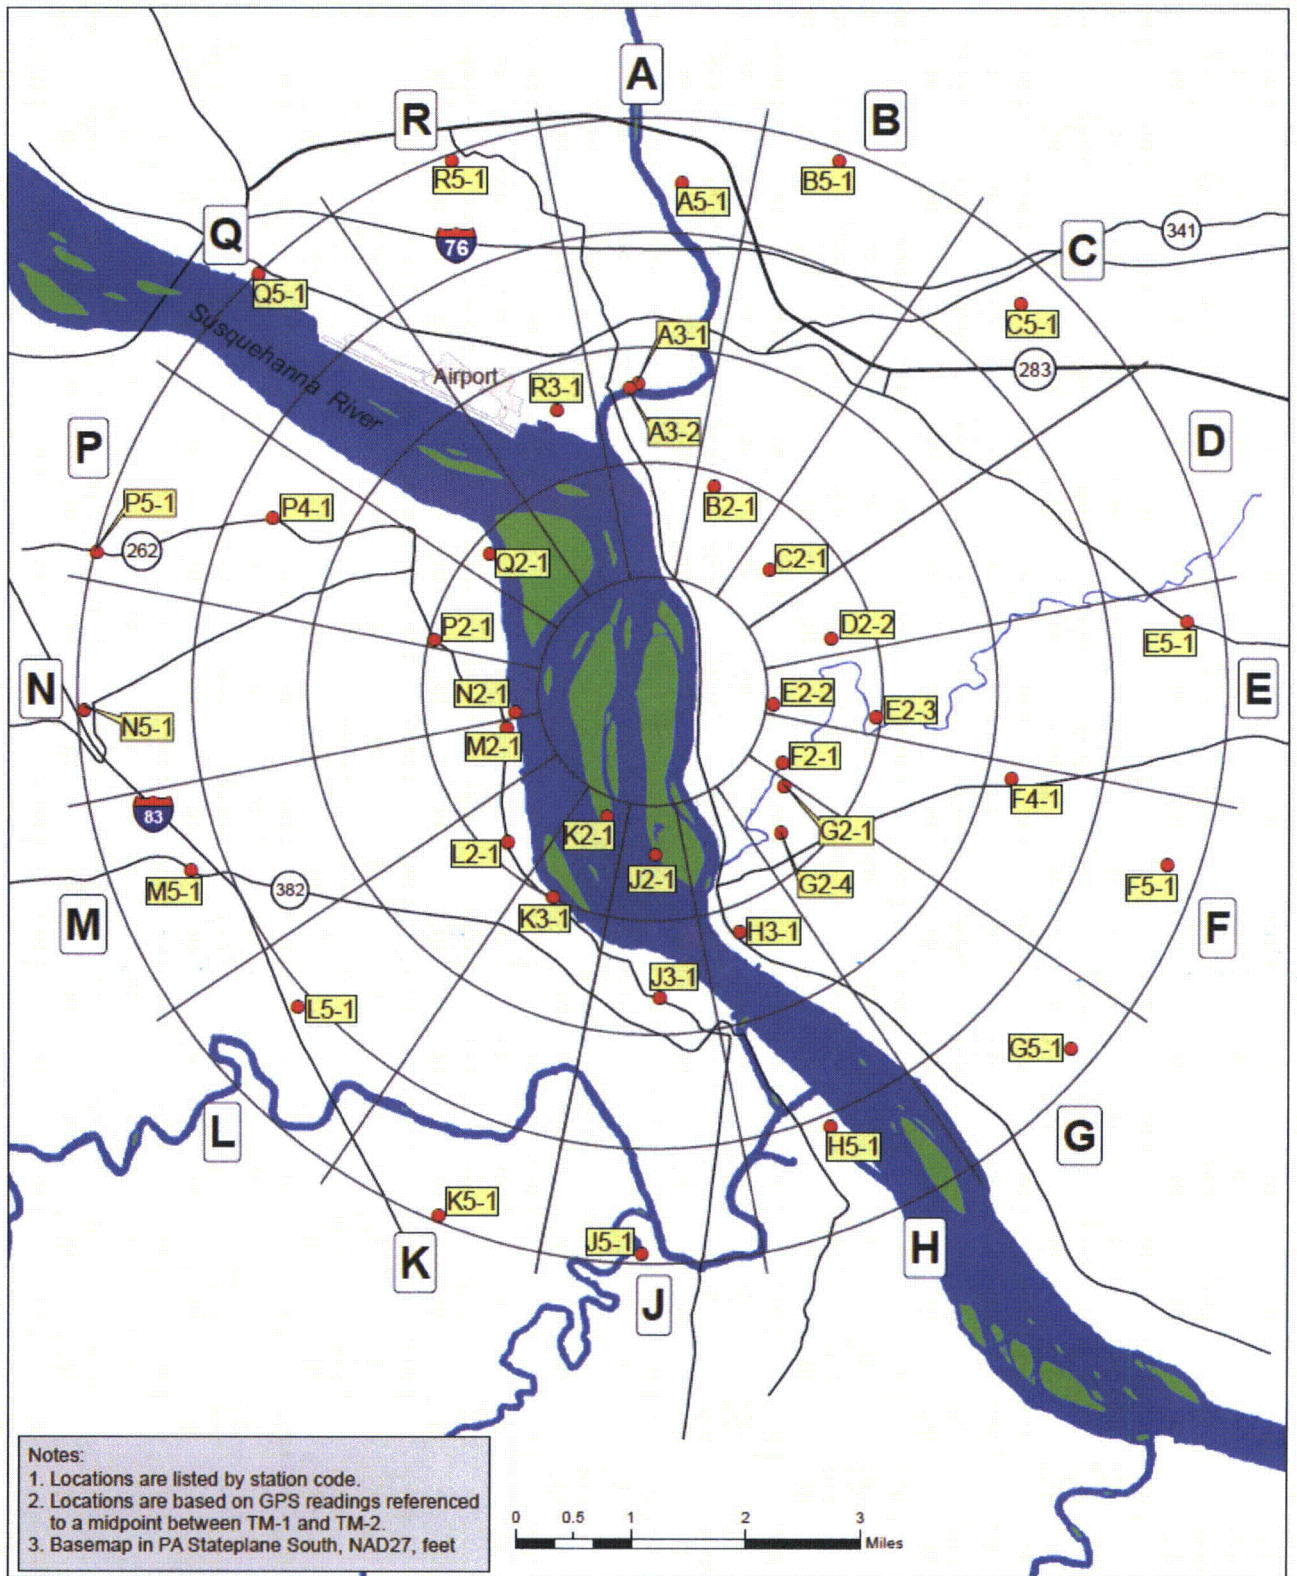 A
R
B
R5-1
B5-1
A5-1
Q
76
C
341
Q5-1
C5-1
Susquehanna River
A3-1
283
Airport
R3-1
A3-2
P
D
P5-1
P4-1
B2-1
262
Q2-1
C2-1
P2-1
D2-2
E5-1
N
N2-1
E2-2
E
N5-1
M2-1
E2-3
F2-1
83
F4-1
K2-1
G2-1
L2-1
M5-1
382
J2-1
G2-4
F5-1
M
K3-1
H3-1
F
J3-1
L5-1
G5-1
L
H5-1
G
K5-1
J5-1
H
K
J
Notes:
1. Locations are listed by station code.
2. Locations are based on GPS readings referenced
to a midpoint between TM-1 and TM-2.
3. Basemap in PA Stateplane South, NAD27, feet
0 0.5 1 2 3
Miles